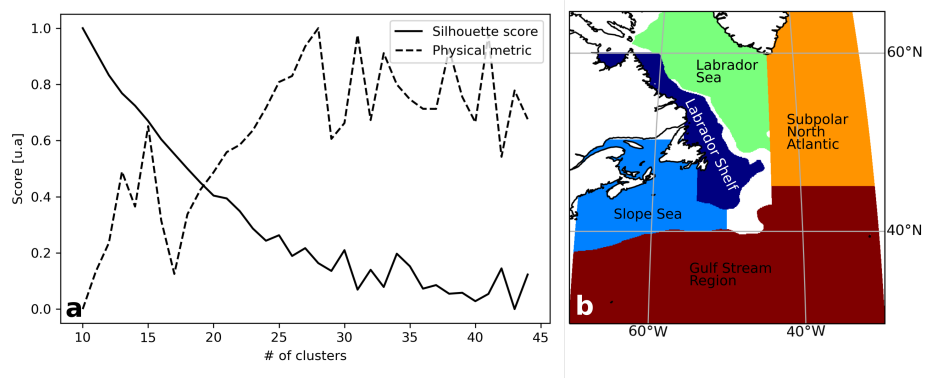 1.0
0.8
0.6
0.4
0.2
0.0
Score [u.a]
Silhouette score
Physical metric
a
10
15
20
25
30
35
40
45
# of clusters
Labrador
Sea
Labrador Shelf
Subpolar
North
Atlantic
Slope Sea
Gulf Stream
Region
b
60°N
40°N
60°W
40°W